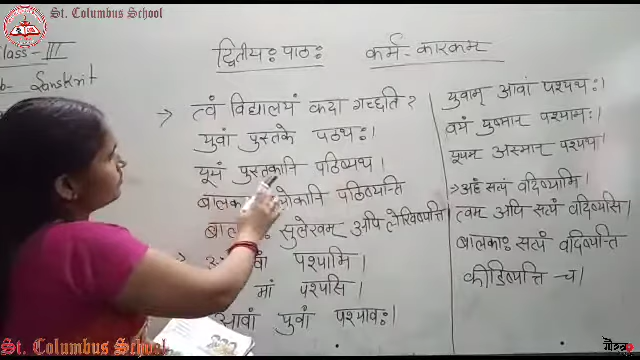 St. Columbus School
Class - III
Sub- Sanskrit
द्वितीयः पाठः कर्म- कारकम्
त्वं विद्यालयं कदा गच्छति ?
युवां पुस्तके पठथः।
यूयं पुस्तकानि पठिष्यथ।
पठिष्यन्ति
सुलेखम् अपि लेखिष्यति।
पश्यामि।
मां पश्यसि।
आवां युवां पश्यावः।
युवाम् आवां पश्यथः।
वयं युष्मान् पश्यामः।
यूयम् अस्मान् पश्यथ।
→ अहं सत्यं वदिष्यामि।
त्वम् अपि सत्यं वदिष्यसि।
बालकाः सत्यं वदिष्यन्ति
क्रीडिष्यन्ति - च।
St. Columbus School